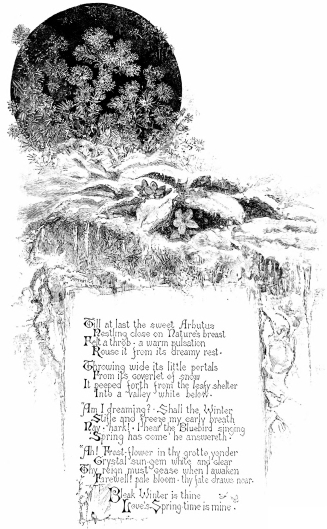 Till at last the sweet Arbutus
Nestling close on Nature's breast
Felt a throb - a warm pulsation
Rouse it from its dreamy rest.
Throwing wide its little portals
From its coverlet of snow
It peeped forth from the leafy shelter
Into a valley white below.
Am I dreaming? Shall the Winter
Stifle and freeze my early breath
Nay - hark! I hear the Bluebird singing
Spring has come he answereth.
"Ah! Frost-flower in thy grotto yonder
Crystal sun-gem white and clear
Thy reign must cease when I awaken
Farewell! pale bloom - thy fate draws near.
Bleak Winter is thine
Love's Spring-time is mine.